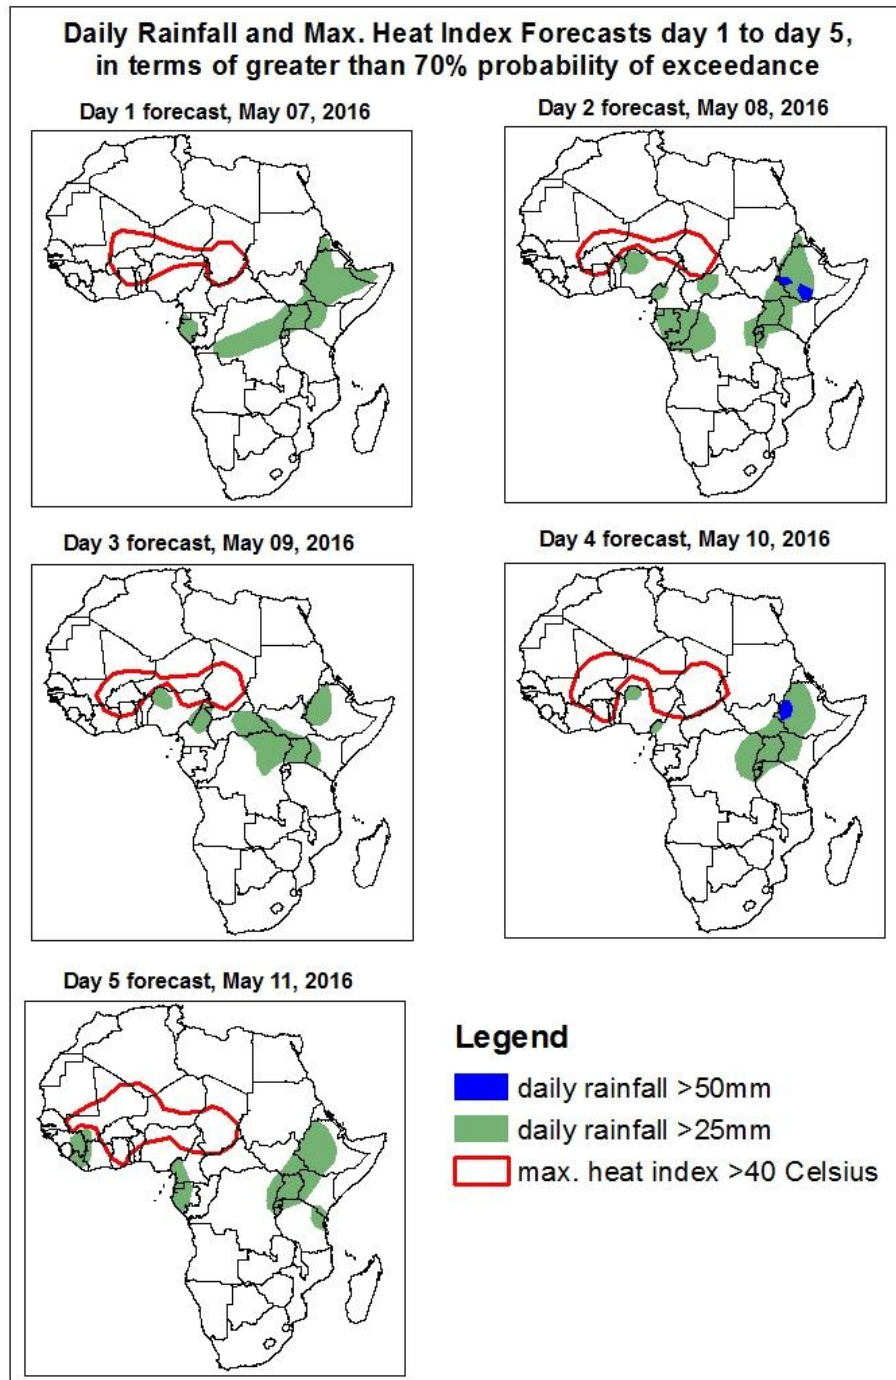 Daily Rainfall and Max. Heat Index Forecasts day 1 to day 5,
in terms of greater than 70% probability of exceedance
Day 1 forecast, May 07, 2016
Day 2 forecast, May 08, 2016
Day 3 forecast, May 09, 2016
Day 4 forecast, May 10, 2016
Day 5 forecast, May 11, 2016
Legend
daily rainfall >50mm
daily rainfall >25mm
max. heat index >40 Celsius